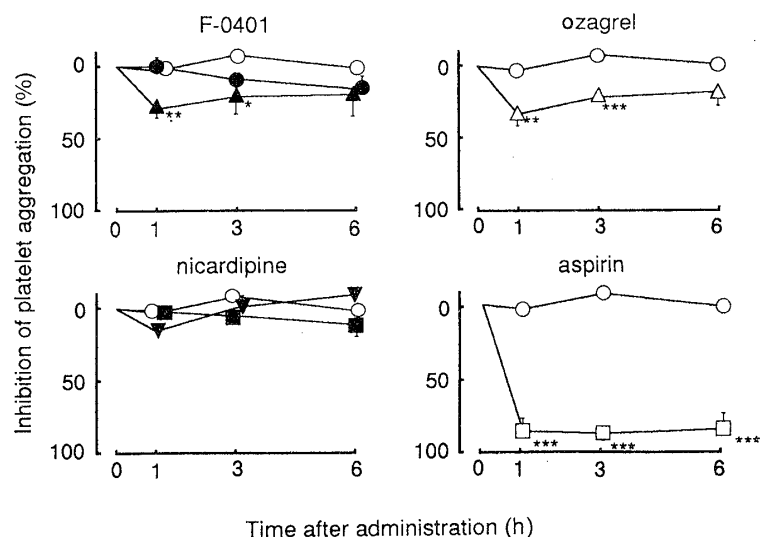 F-0401
ozagrel
0
50
100
**
*
0 1 3 6
0
50
100
**
***
0 1 3 6
nicardipine
aspirin
0
50
100
0 1 3 6
0
50
100
***
***
***
0 1 3 6
Inhibition of platelet aggregation (%)
Time after administration (h)